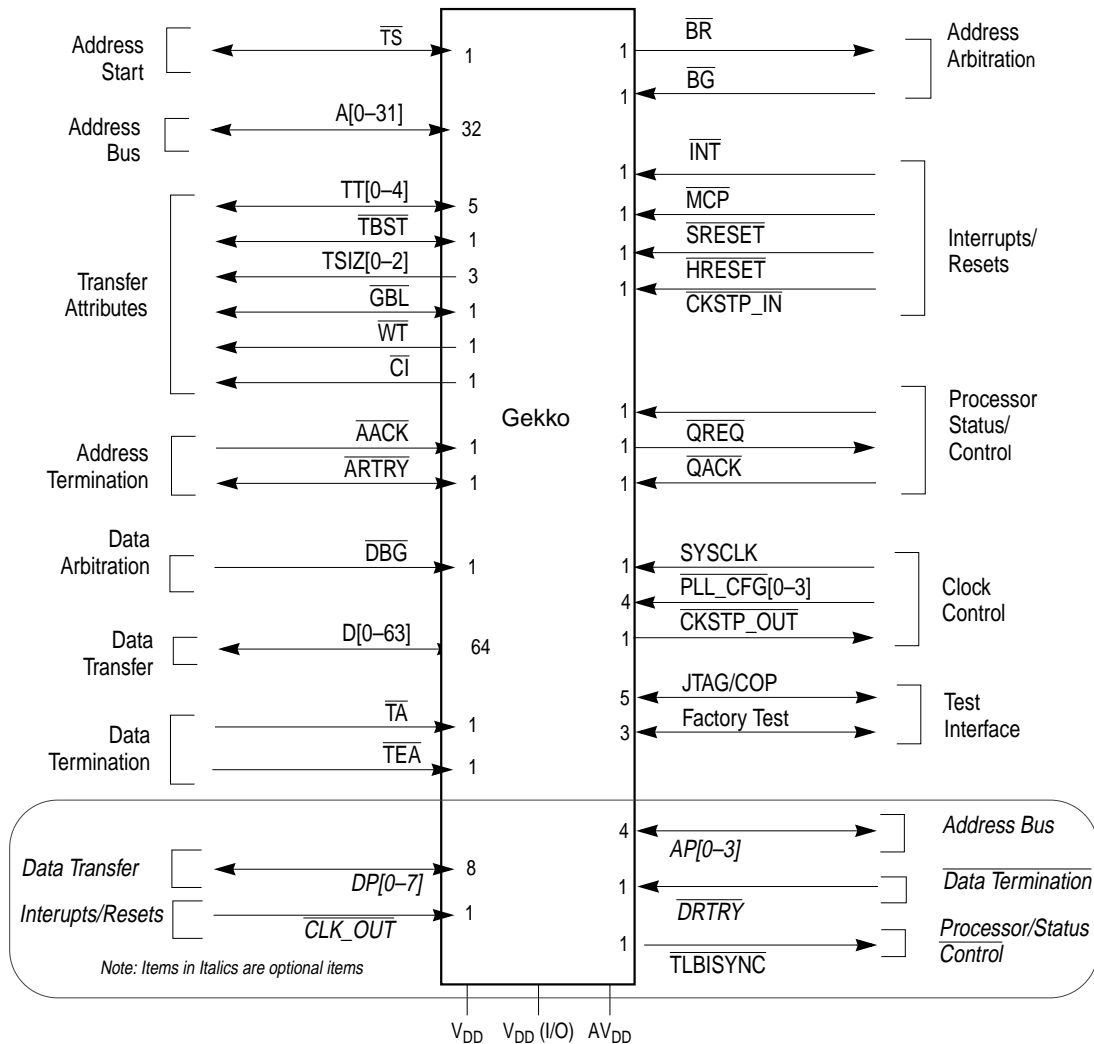 Address
Start
TS
1
Address
Bus
A[0–31]
32
Transfer
Attributes
TT[0–4]
5
TBST
1
TSIZ[0–2]
3
GBL
1
WT
1
CI
1
Address
Termination
AACK
1
ARTRY
1
Data
Arbitration
DBG
1
Data
Transfer
D[0–63]
64
Data
Termination
TA
1
TEA
1
Gekko
1
BR
1
BG
Address
Arbitration
1
INT
1
MCP
1
SRESET
1
HRESET
CKSTP_IN
Interrupts/
Resets
1
1
QREQ
1
QACK
Processor
Status/
Control
1
SYSCLK
4
PLL_CFG[0–3]
1
CKSTP_OUT
Clock
Control
5
JTAG/COP
3
Factory Test
Test
Interface
Data Transfer
DP[0–7]
8
Interupts/Resets
CLK_OUT
1
Note: Items in Italics are optional items
4
AP[0–3]
Address Bus
1
DRTRY
Data Termination
1
TLBISYNC
Processor/Status
Control
VDD
VDD (I/O)
AVDD